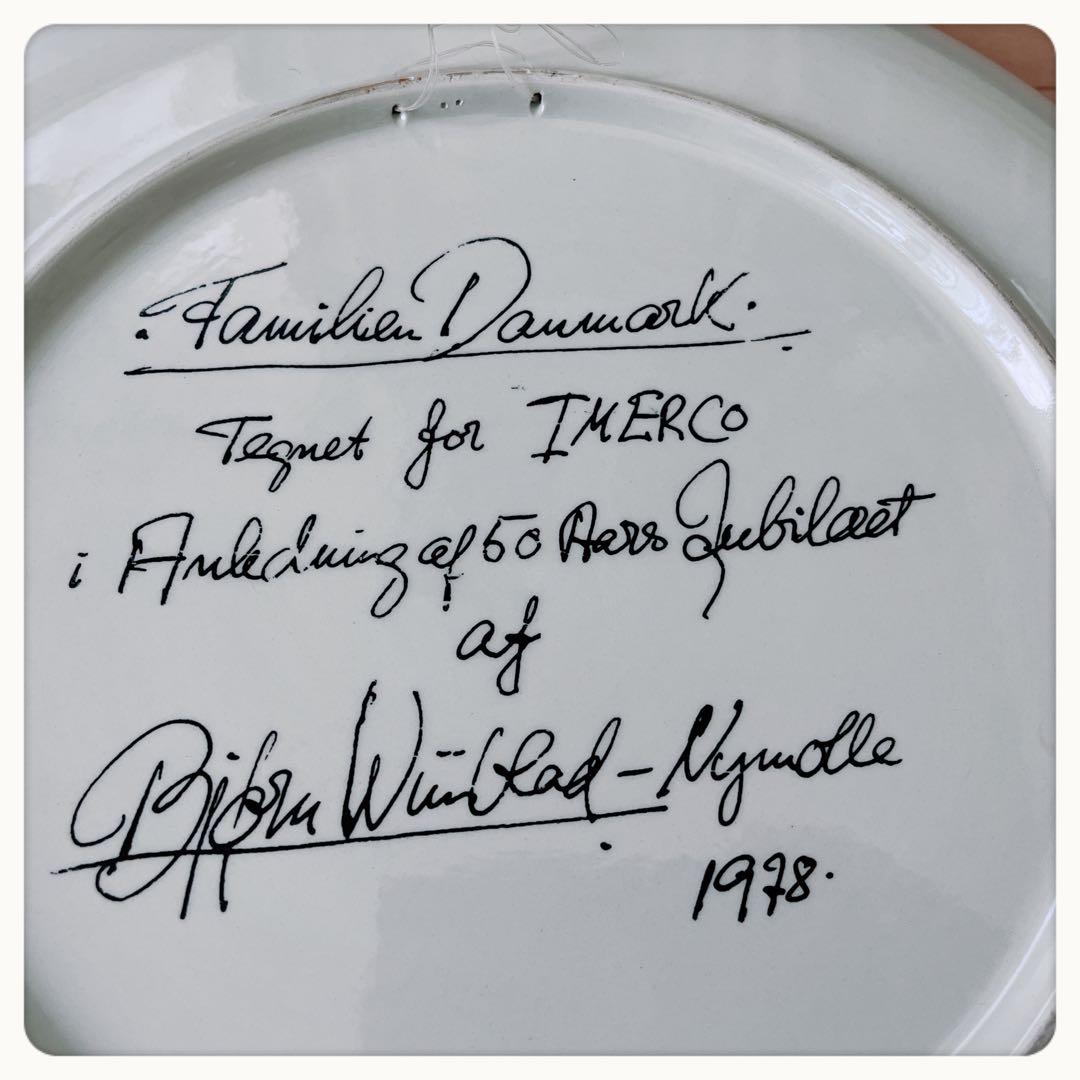 Familien Danmark.
Tegnet for IMERCO
i Anledning af 50 Aars Jubilæet
af
Bjørn Wiinblad - Nymølle
1978.